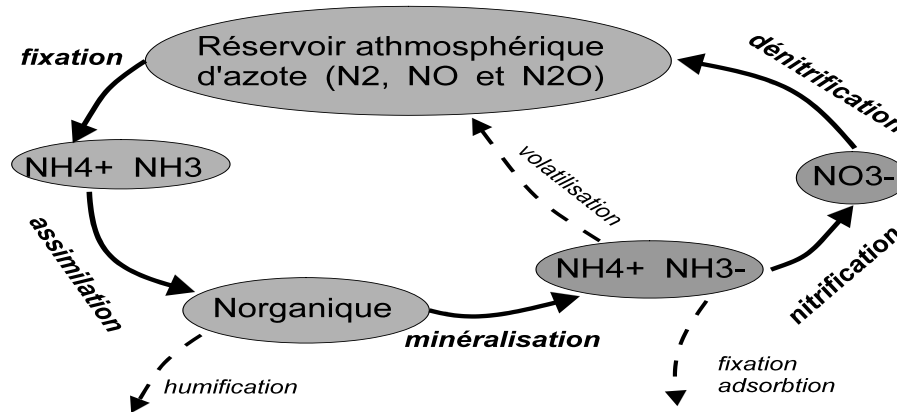 fixation
Réservoir athmosphérique
d'azote (N2, NO et N2O)
dénitrification
NH4+ NH3
volatilisation
NO3-
assimilation
NH4+ NH3-
nitrification
Norganique
minéralisation
humification
fixation
adsorbtion